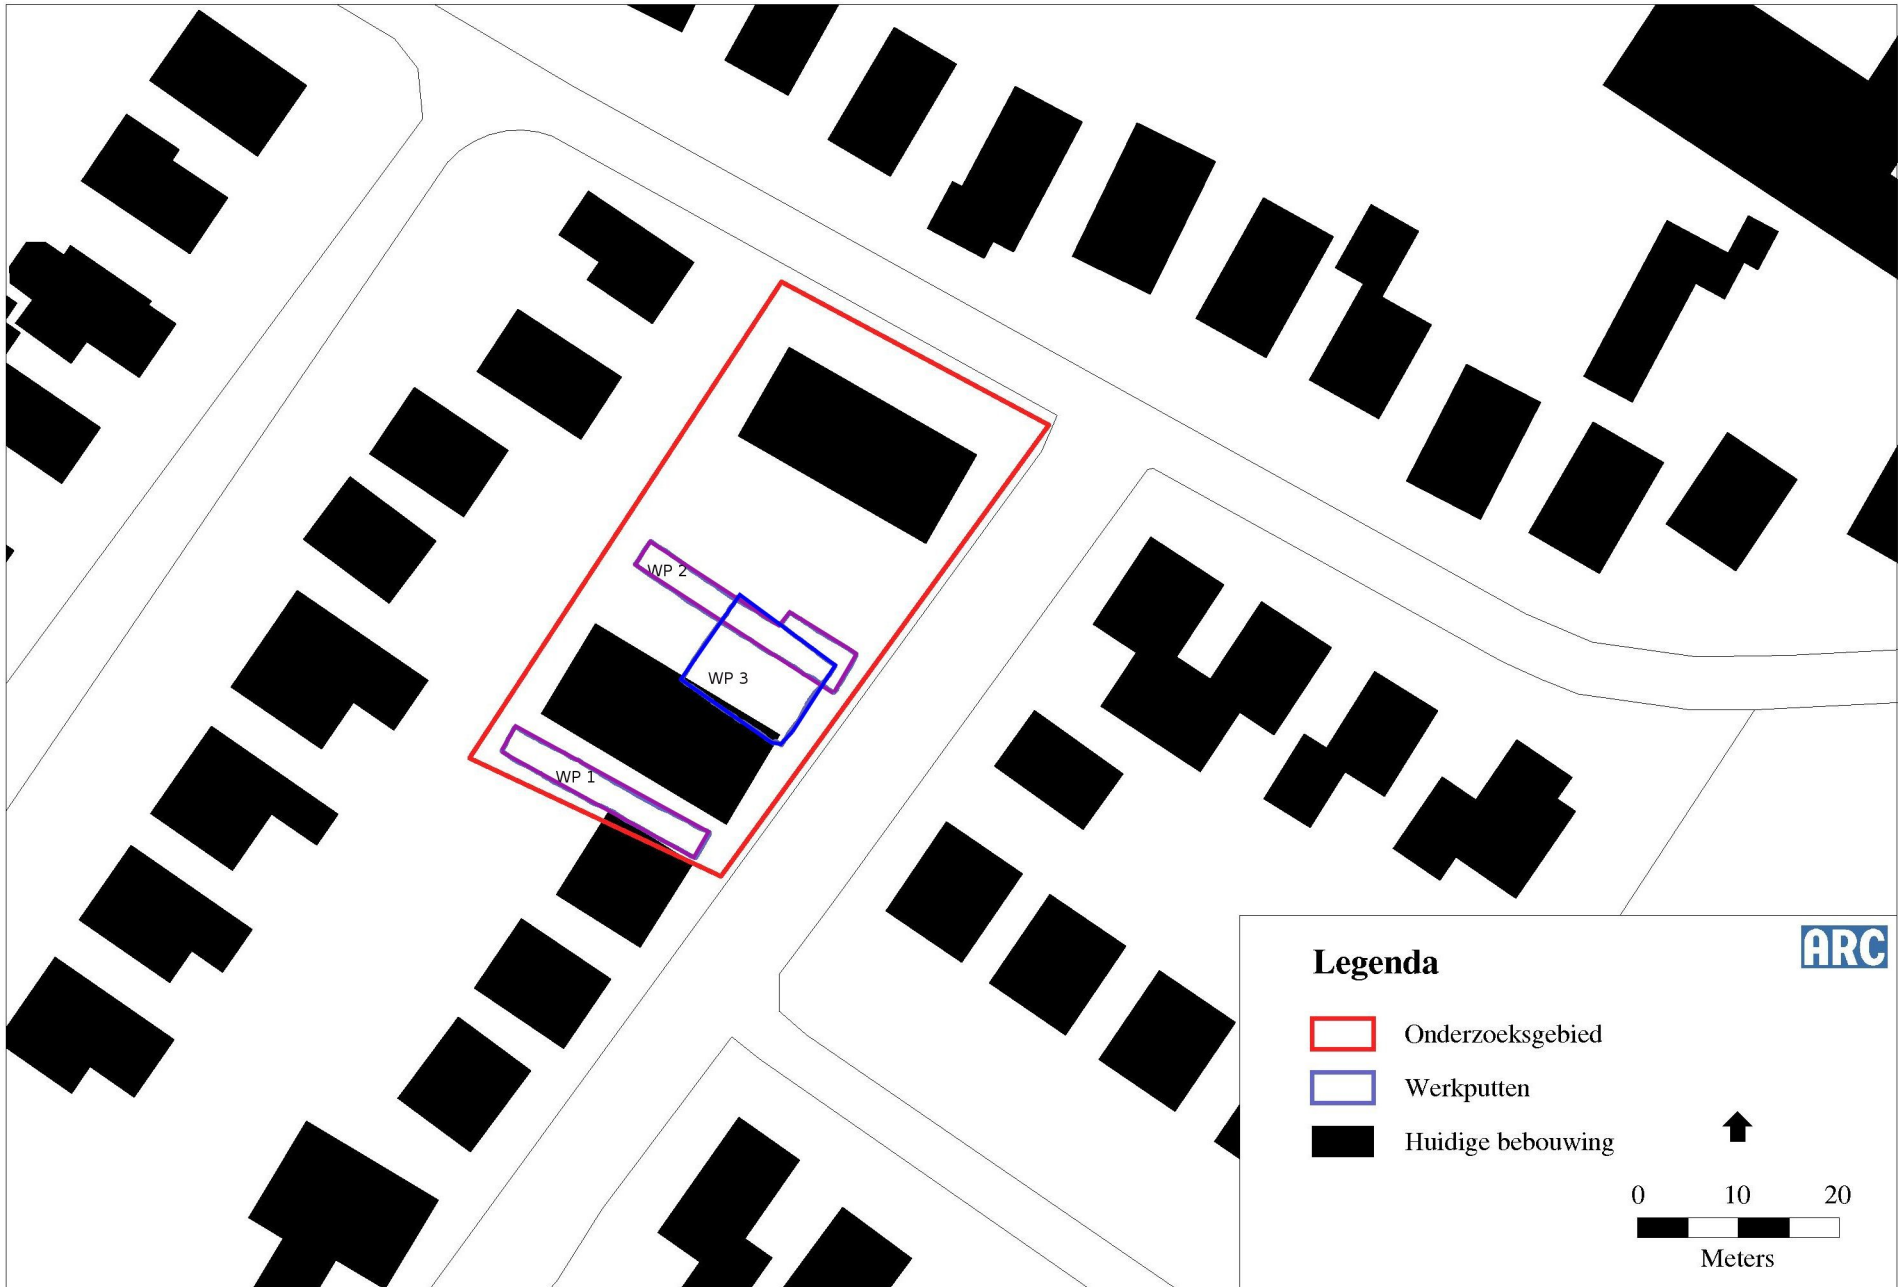 WP 2
WP 3
WP 1
Legenda
ARC
Onderzoeksgebied
Werkputten
Huidige bebouwing
0 10 20
Meters